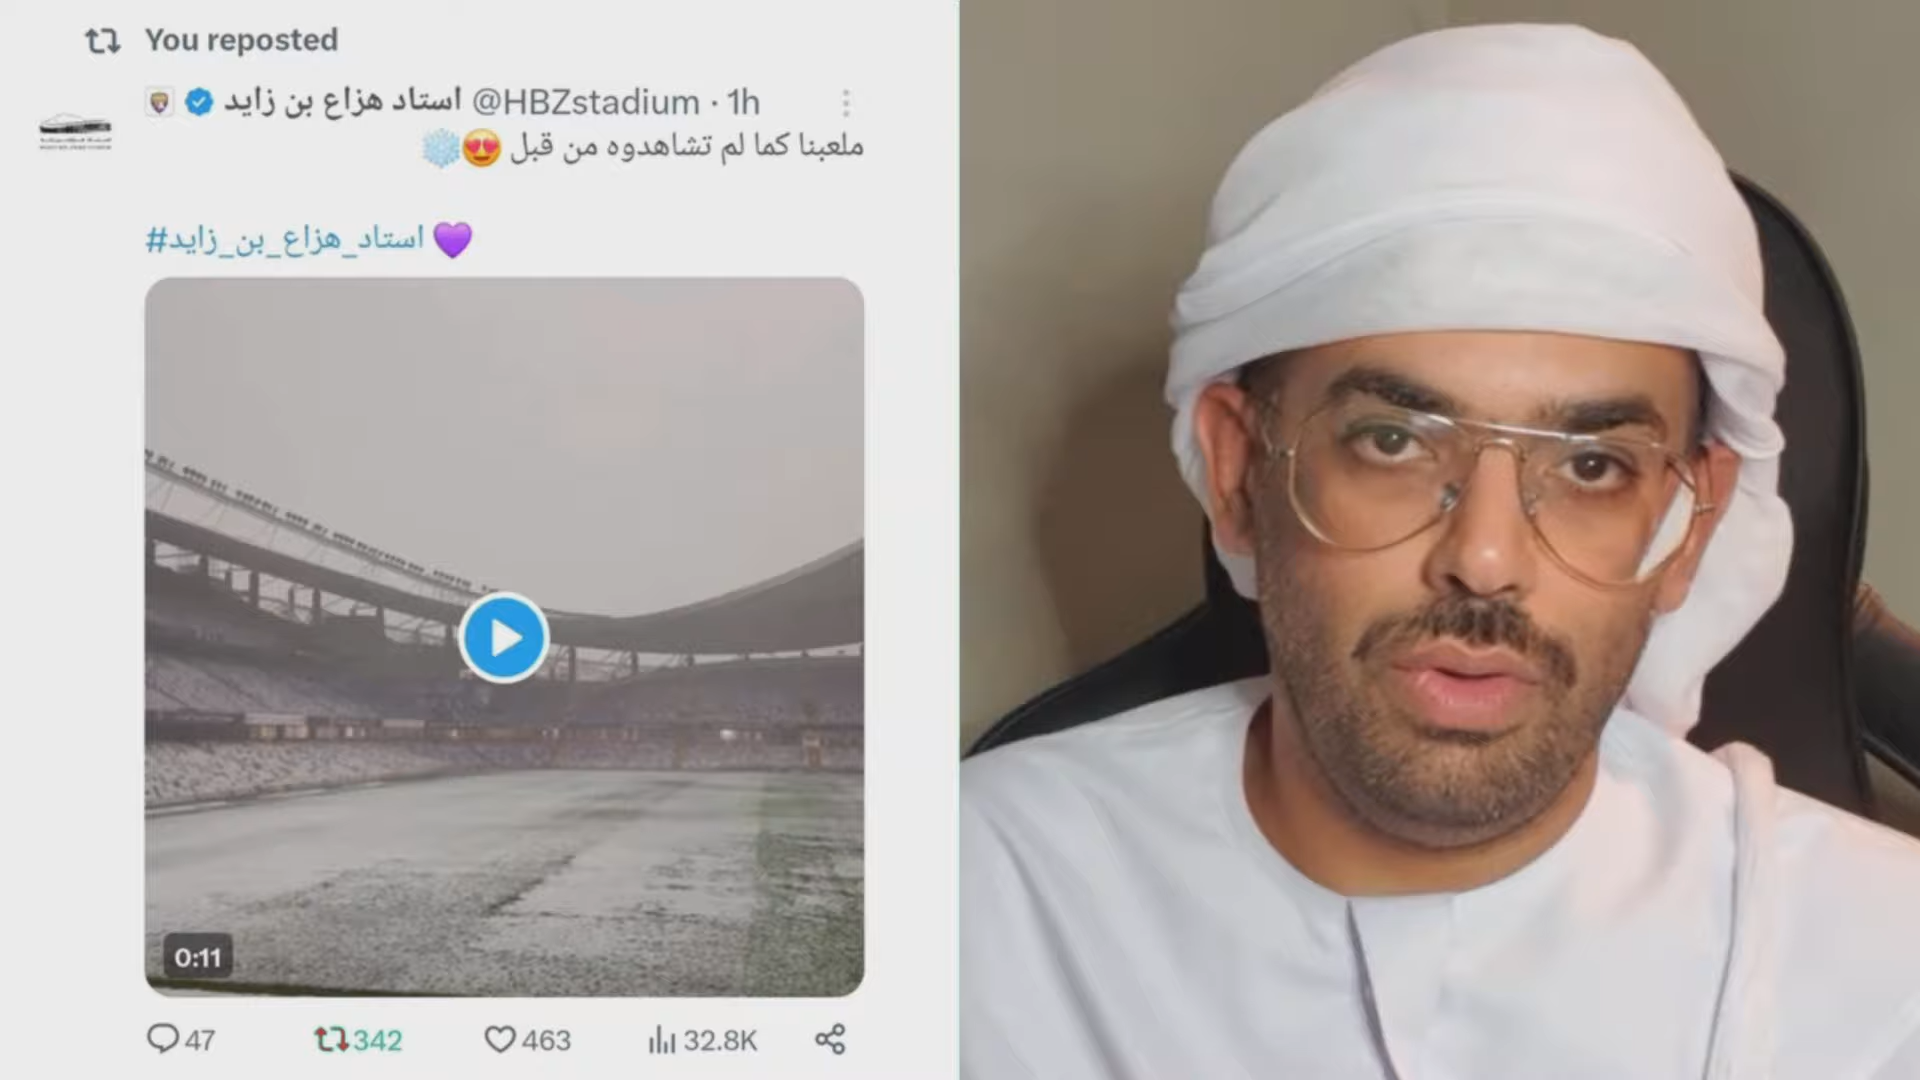 You reposted
استاد هزاع بن زايد @HBZstadium · 1h
ملعبنا كما لم تشاهدوه من قبل 😍❄️
#استاد_هزاع_بن_زايد 💜
0:11
47 342 463 32.8K